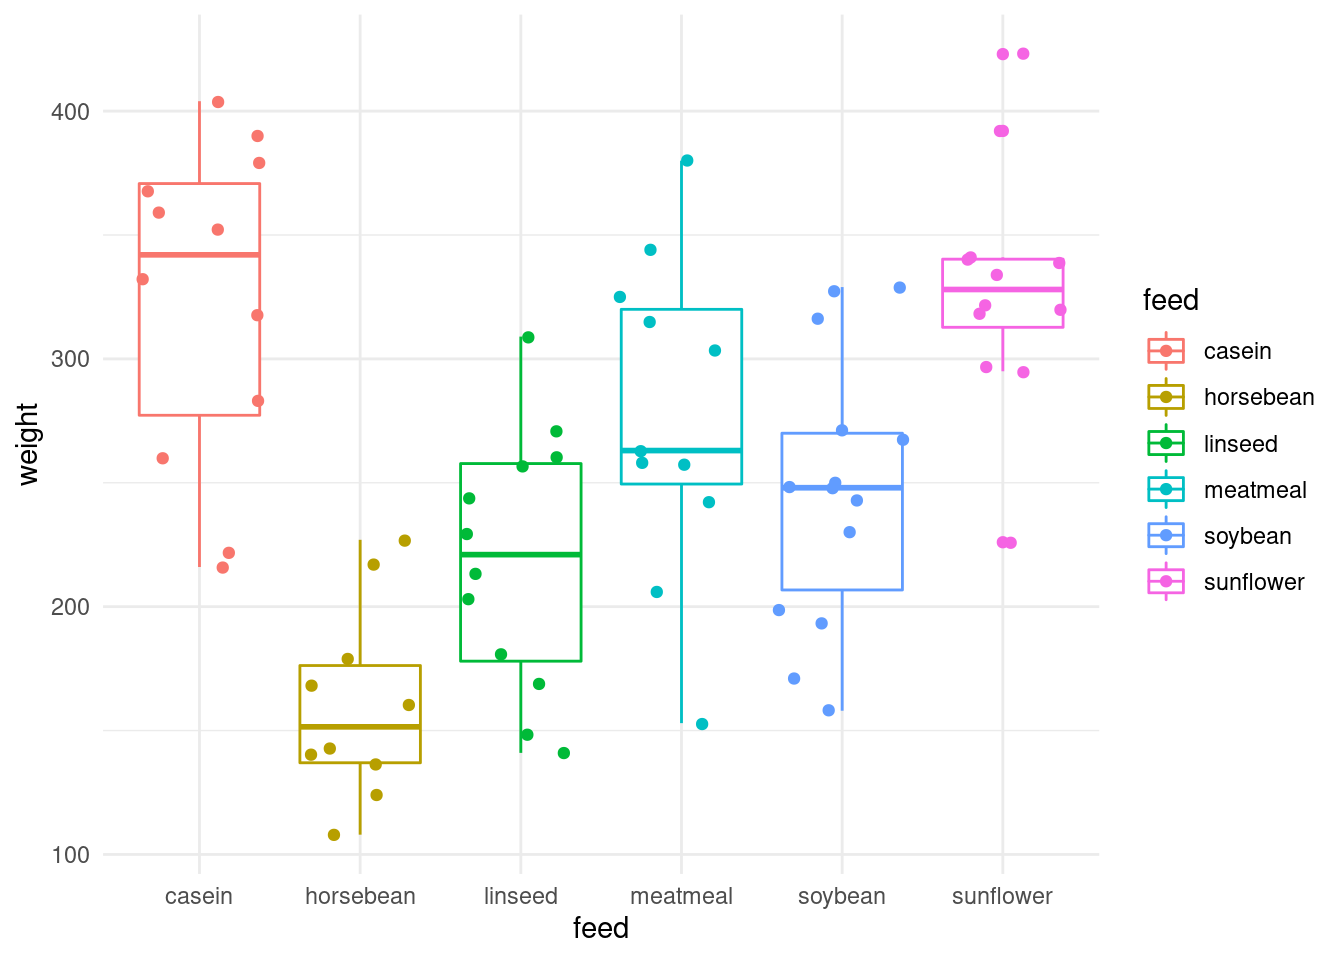 400
300
200
100
weight
casein horsebean linseed meatmeal soybean sunflower
feed
feed
casein
horsebean
linseed
meatmeal
soybean
sunflower